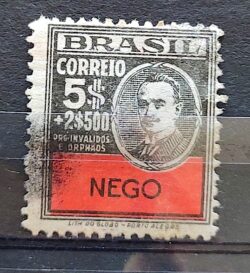 BRASIL
CORREIO
5$
+2$500
PRO-INVALIDOS
E ORPHÃOS
NEGO
LITH. DO GLOBO - PORTO ALEGRE